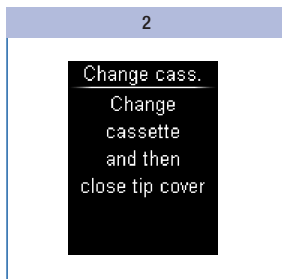 2
Change cass.
Change
cassette
and then
close tip cover